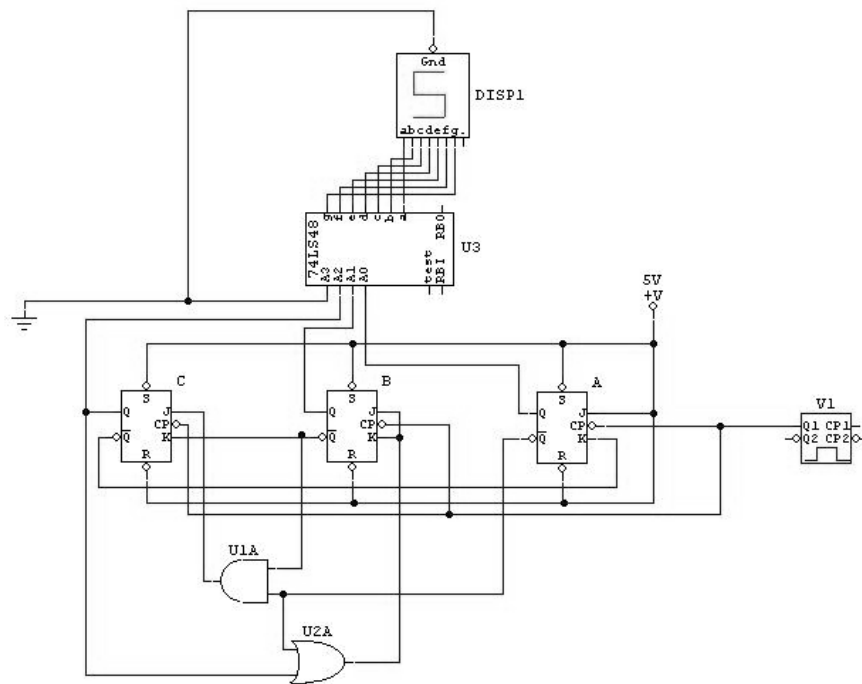 Gnd
DISP1
abcdefg.
g f e d c b a
RBO
74LS48
U3
A3 A2 A1 A0
test
RBI
5V
+V
C
B
A
V1
S
Q J
CP
Q K
R
S
Q J
CP
Q K
R
S
Q J
CP
Q K
R
Q1 CP1
Q2 CP2
U1A
U2A